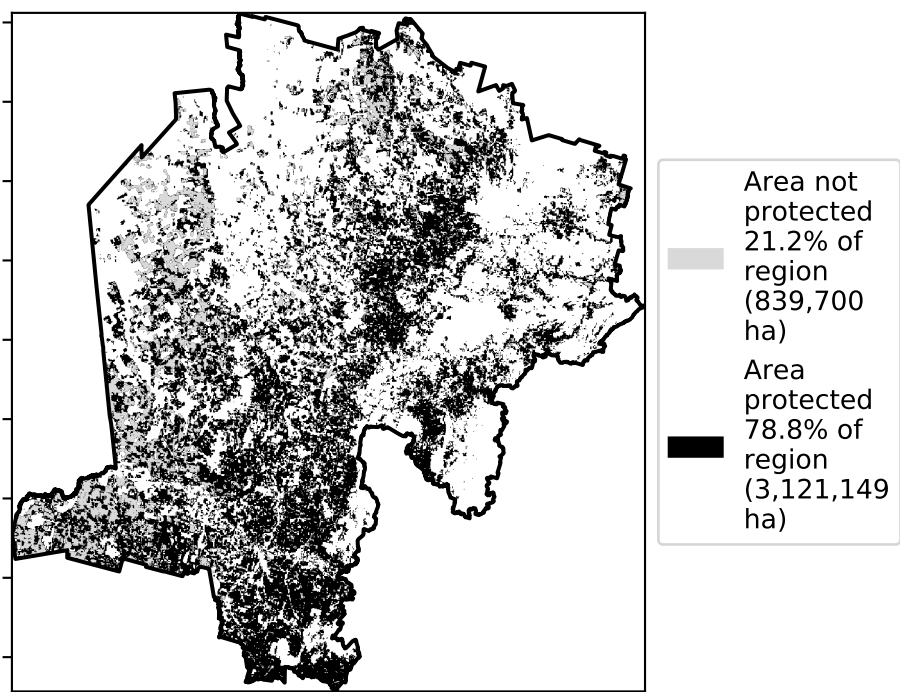 Area not
protected
21.2% of
region
(839,700
ha)
Area
protected
78.8% of
region
(3,121,149
ha)